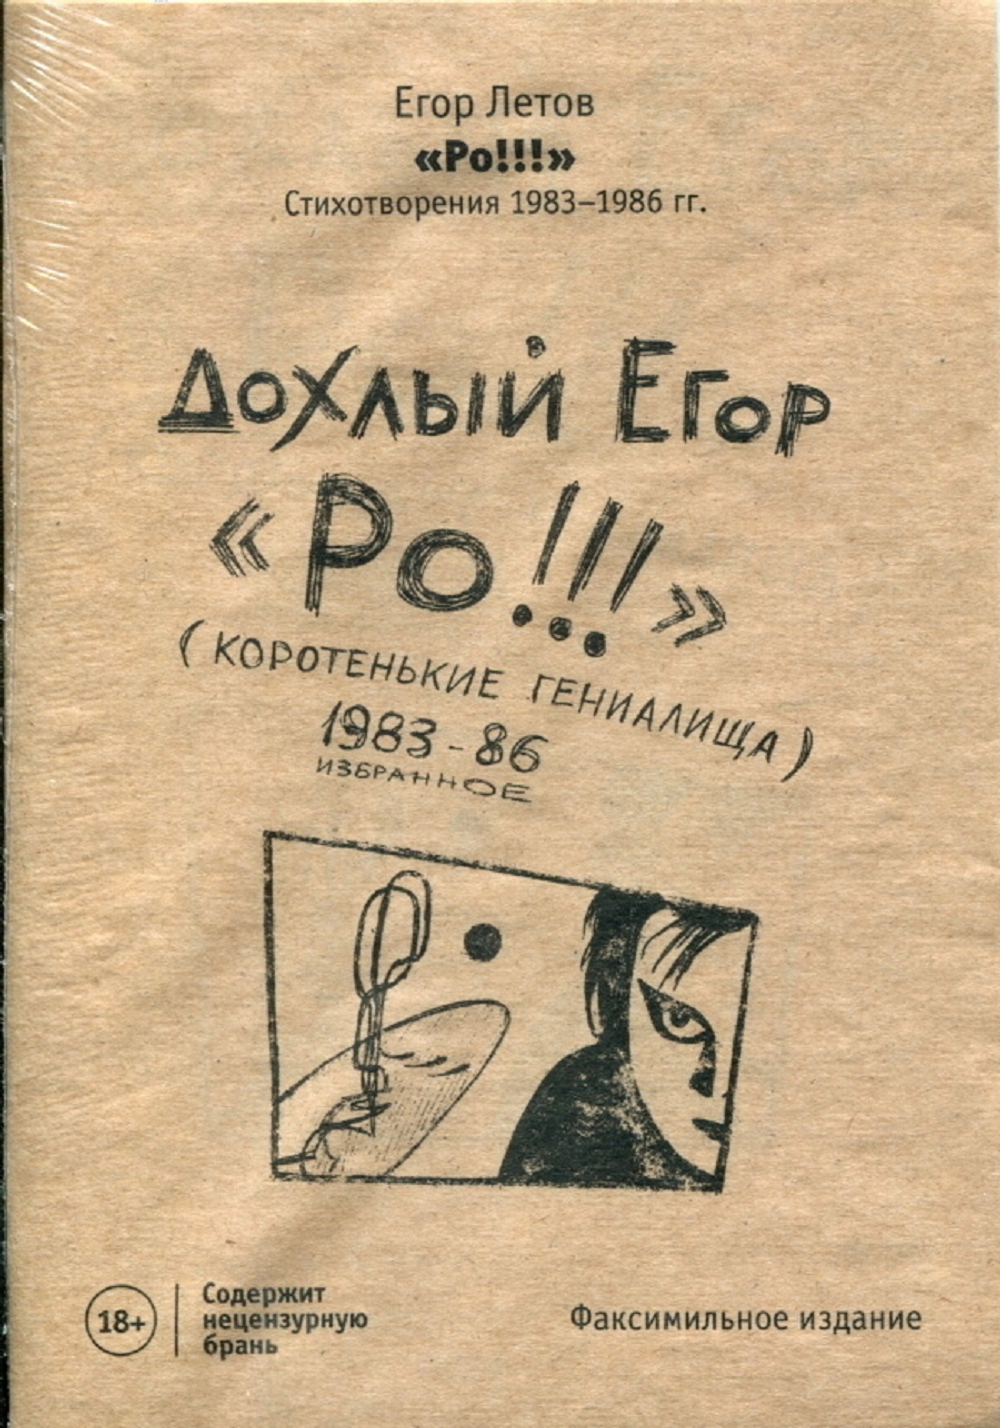 Егор Летов
«Ро!!!»
Стихотворения 1983–1986 гг.
Дохлый Егор
«Ро!!!»
(коротенькие гениалища)
1983-86
избранное
18+
Содержит
нецензурную
брань
Факсимильное издание